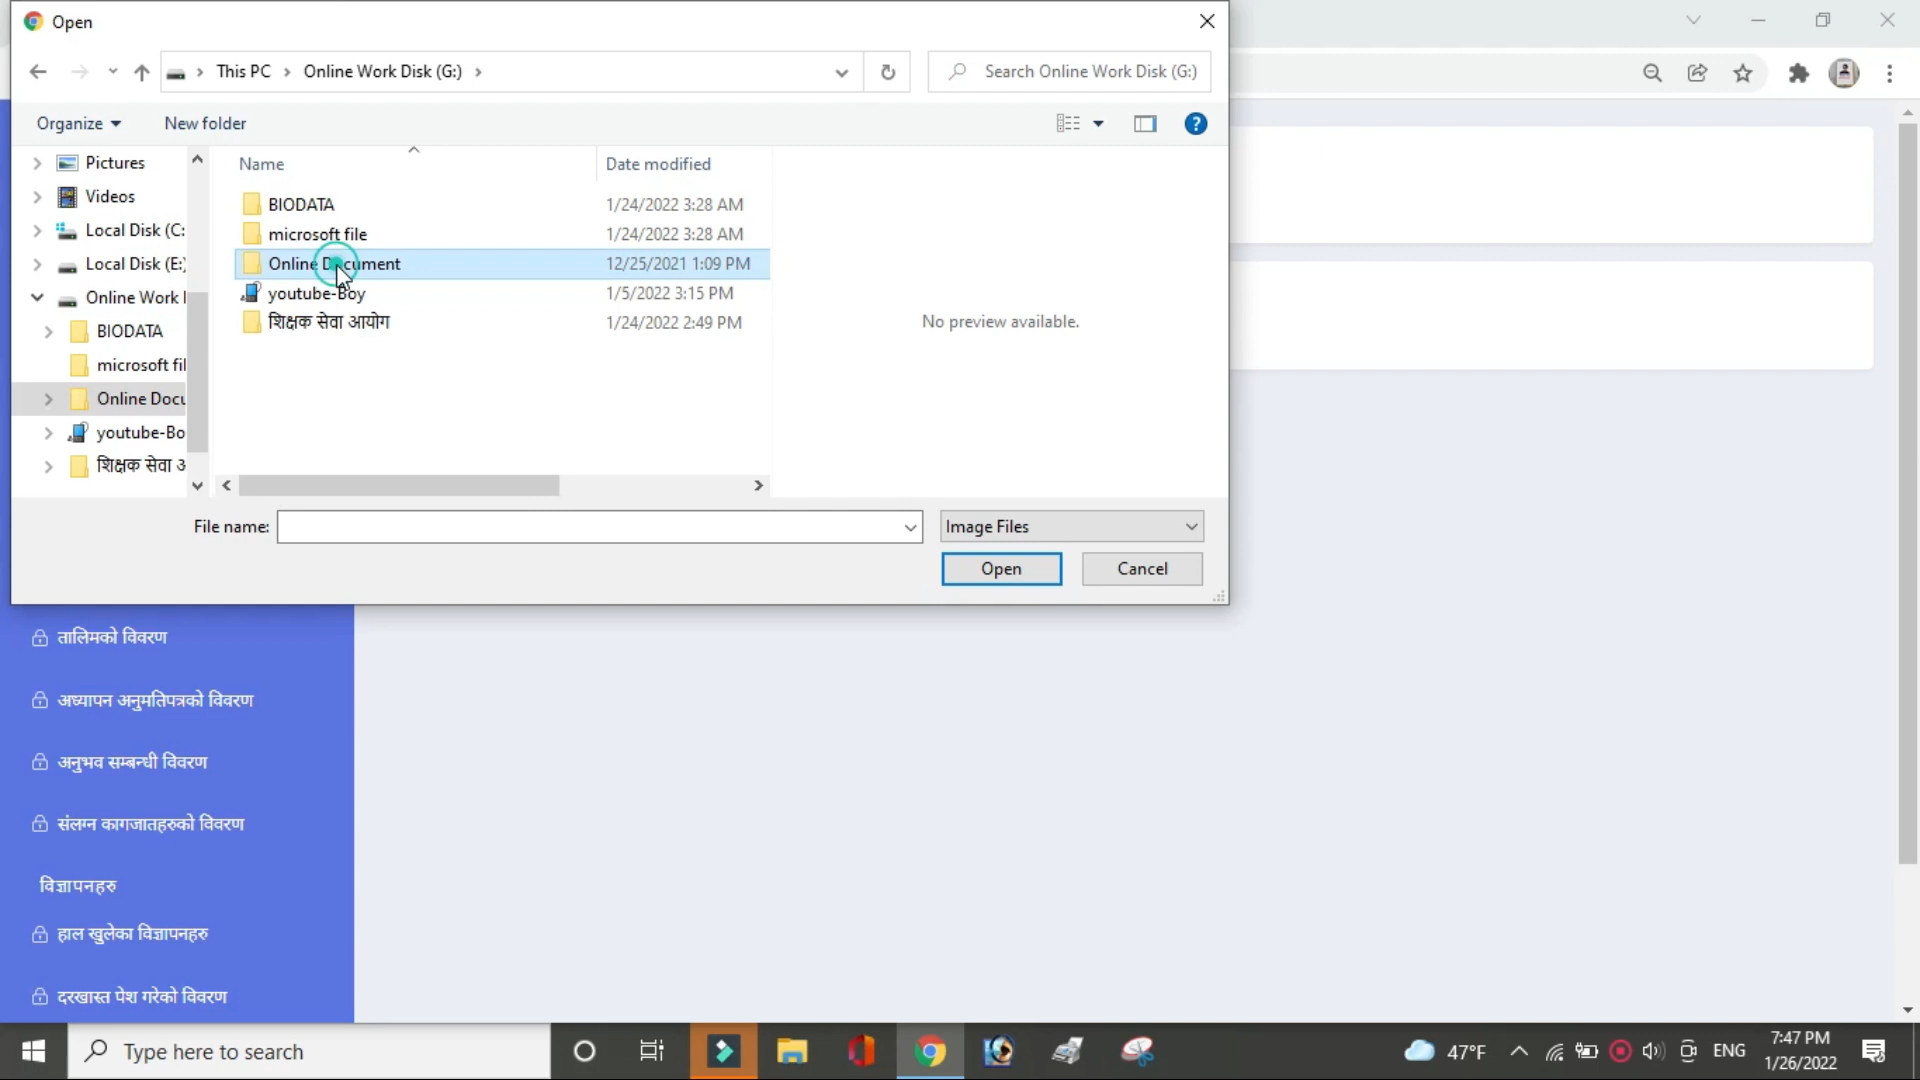 Open
This PC
Online Work Disk (G:)
Search Online Work Disk (G:)
Organize
New folder
Pictures
Videos
Local Disk (C:
Local Disk (E:)
Online Work
BIODATA
microsoft fil
Online Docu
youtube-Bo
शिक्षक सेवा अ
Name Date modified
BIODATA 1/24/2022 3:28 AM
microsoft file 1/24/2022 3:28 AM
Online Document 12/25/2021 1:09 PM
youtube-Boy 1/5/2022 3:15 PM
शिक्षक सेवा आयोग 1/24/2022 2:49 PM
No preview available.
File name:
Image Files
Open
Cancel
तालिमको विवरण
अध्यापन अनुमतिपत्रको विवरण
अनुभव सम्बन्धी विवरण
संलग्न कागजातहरुको विवरण
विज्ञापनहरु
हाल खुलेका विज्ञापनहरु
दरखास्त पेश गरेको विवरण
Type here to search
47°F
ENG
7:47 PM
1/26/2022